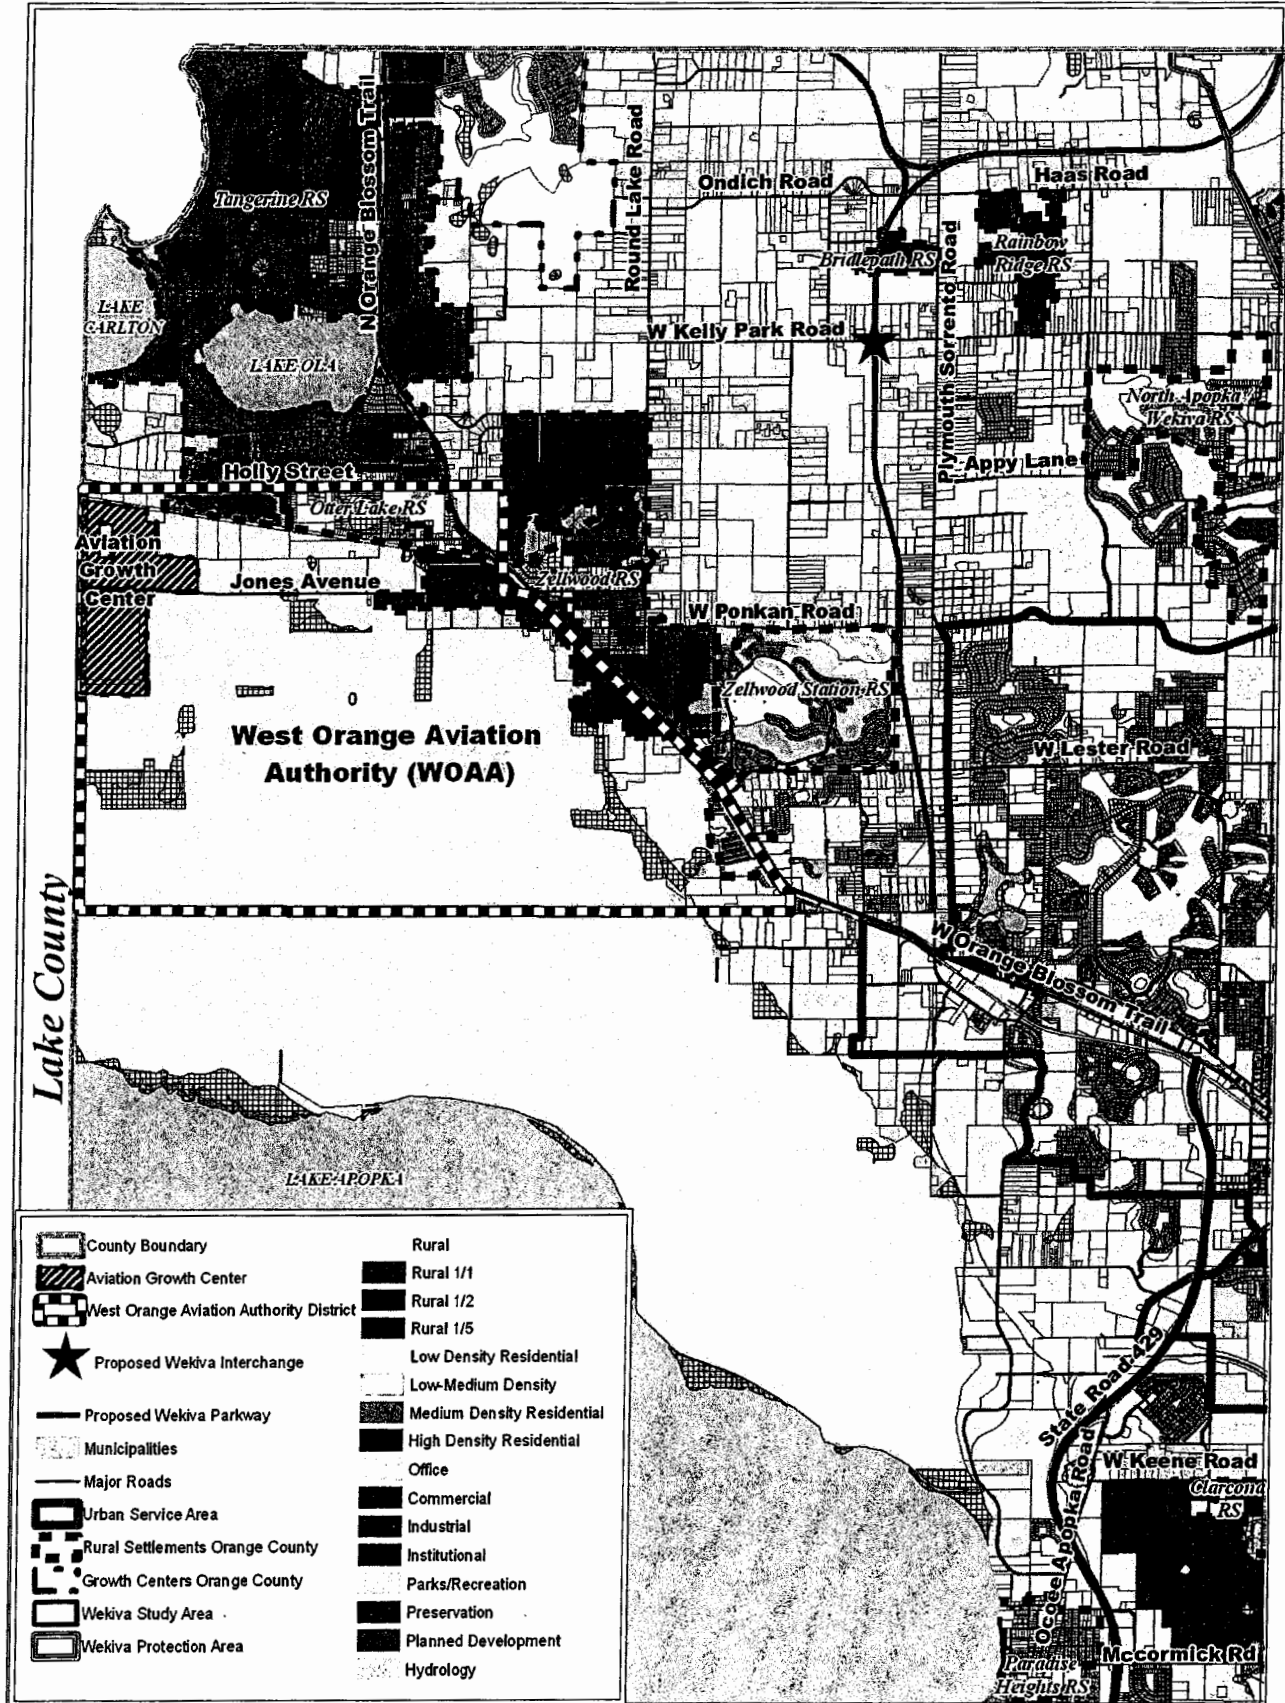 N Orange Blossom Trail
Round Lake Road
Tangerine RS
Ondich Road
Haas Road
Plymouth Sorrento Road
Bridlepath RS
Rainbow
Ridge RS
LAKE
CARLTON
W Kelly Park Road
LAKE OLA
North Apopka/
Wekiva RS
Appy Lane
Holly Street
Otter Lake RS
Aviation
Growth
Center
Jones Avenue
Zellwood RS
W Ponkan Road
Zellwood Station RS
0
West Orange Aviation
Authority (WOAA)
W Lester Road
Lake County
W Orange Blossom Trail
LAKE APOPKA
State Road 429
Ocoee Apopka Road
W Keene Road
Clarcona
RS
Mccormick Rd
Paradise
Heights RS
County Boundary
Aviation Growth Center
West Orange Aviation Authority District
Proposed Wekiva Interchange
Proposed Wekiva Parkway
Municipalities
Major Roads
Urban Service Area
Rural Settlements Orange County
Growth Centers Orange County
Wekiva Study Area
Wekiva Protection Area
Rural
Rural 1/1
Rural 1/2
Rural 1/5
Low Density Residential
Low-Medium Density
Medium Density Residential
High Density Residential
Office
Commercial
Industrial
Institutional
Parks/Recreation
Preservation
Planned Development
Hydrology